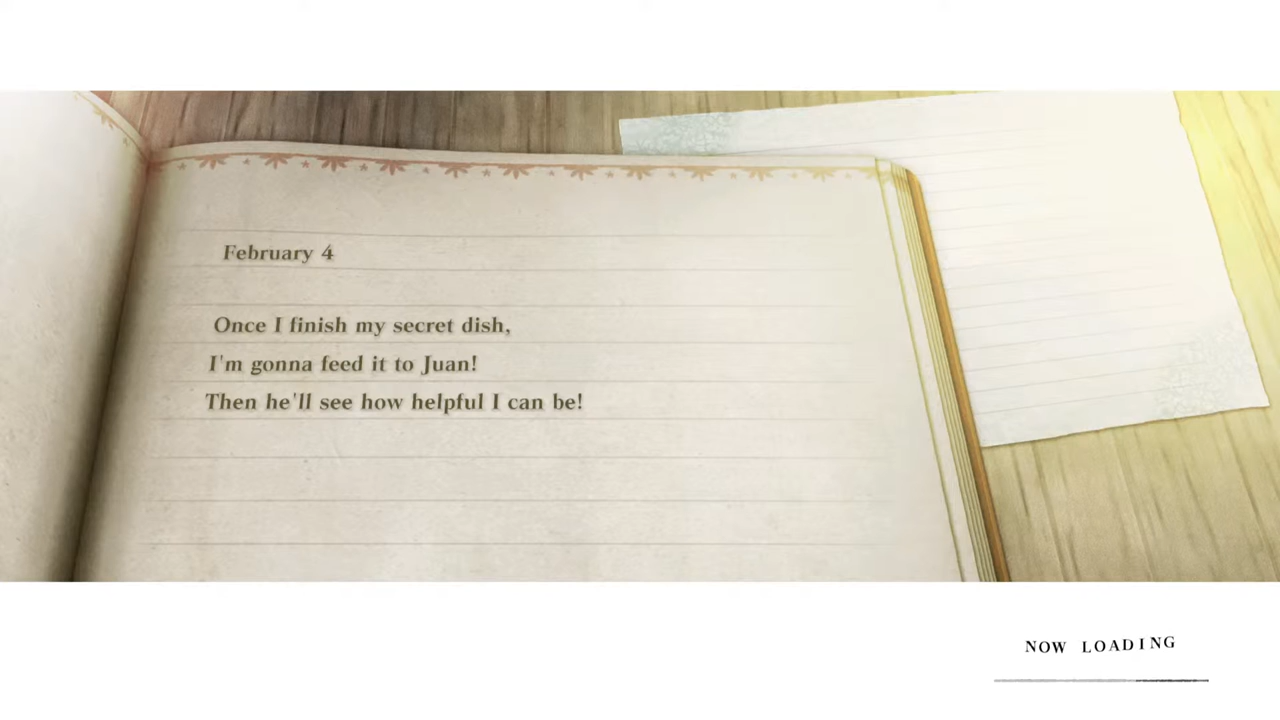 February 4
Once I finish my secret dish,
I'm gonna feed it to Juan!
Then he'll see how helpful I can be!
NOW LOADING